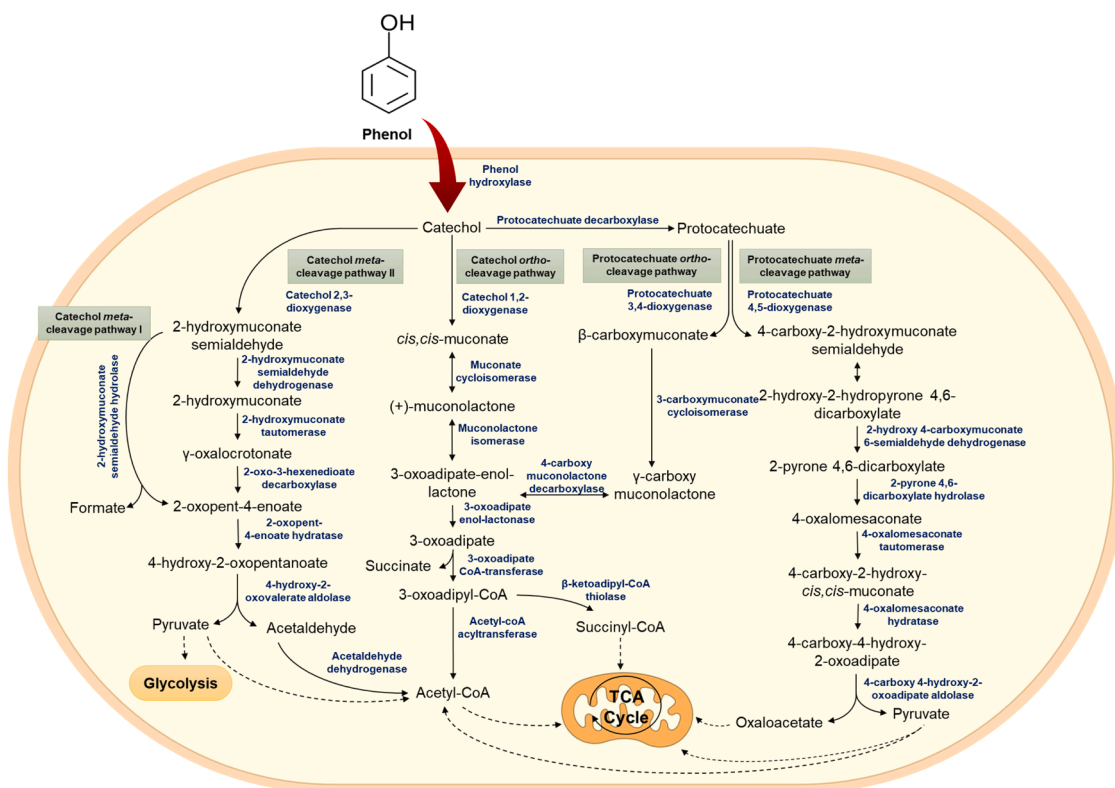 OH
Phenol
Phenol
hydroxylase
Catechol
Protocatechuate decarboxylase
Protocatechuate
Catechol meta-
cleavage pathway II
Catechol ortho-
cleavage pathway
Protocatechuate ortho-
cleavage pathway
Protocatechuate meta-
cleavage pathway
Catechol 2,3-
dioxygenase
Catechol 1,2-
dioxygenase
Protocatechuate
3,4-dioxygenase
Protocatechuate
4,5-dioxygenase
Catechol meta-
cleavage pathway I
2-hydroxymuconate
semialdehyde
cis,cis-muconate
β-carboxymuconate
4-carboxy-2-hydroxymuconate
semialdehyde
2-hydroxymuconate
semialdehyde hydrolase
2-hydroxymuconate
semialdehyde
dehydrogenase
Muconate
cycloisomerase
3-carboxymuconate
cycloisomerase
2-hydroxy-2-hydropyrone 4,6-
dicarboxylate
2-hydroxymuconate
(+)-muconolactone
2-hydroxymuconate
tautomerase
Muconolactone
isomerase
2-hydroxy 4-carboxymuconate
6-semialdehyde dehydrogenase
γ-oxalocrotonate
2-pyrone 4,6-dicarboxylate
2-oxo-3-hexenedioate
decarboxylase
3-oxoadipate-enol-
lactone
4-carboxy
muconolactone
decarboxylase
γ-carboxy
muconolactone
2-pyrone 4,6-
dicarboxylate hydrolase
Formate
2-oxopent-4-enoate
3-oxoadipate
enol-lactonase
4-oxalomesaconate
2-oxopent-
4-enoate hydratase
3-oxoadipate
4-oxalomesaconate
tautomerase
4-hydroxy-2-oxopentanoate
Succinate
3-oxoadipate
CoA-transferase
4-carboxy-2-hydroxy-
cis,cis-muconate
4-hydroxy-2-
oxovalerate aldolase
3-oxoadipyl-CoA
β-ketoadipyl-CoA
thiolase
4-oxalomesaconate
hydratase
Pyruvate
Acetaldehyde
Acetyl-coA
acyltransferase
Succinyl-CoA
4-carboxy-4-hydroxy-
2-oxoadipate
Glycolysis
Acetaldehyde
dehydrogenase
Acetyl-CoA
TCA
Cycle
4-carboxy 4-hydroxy-2-
oxoadipate aldolase
Oxaloacetate
Pyruvate